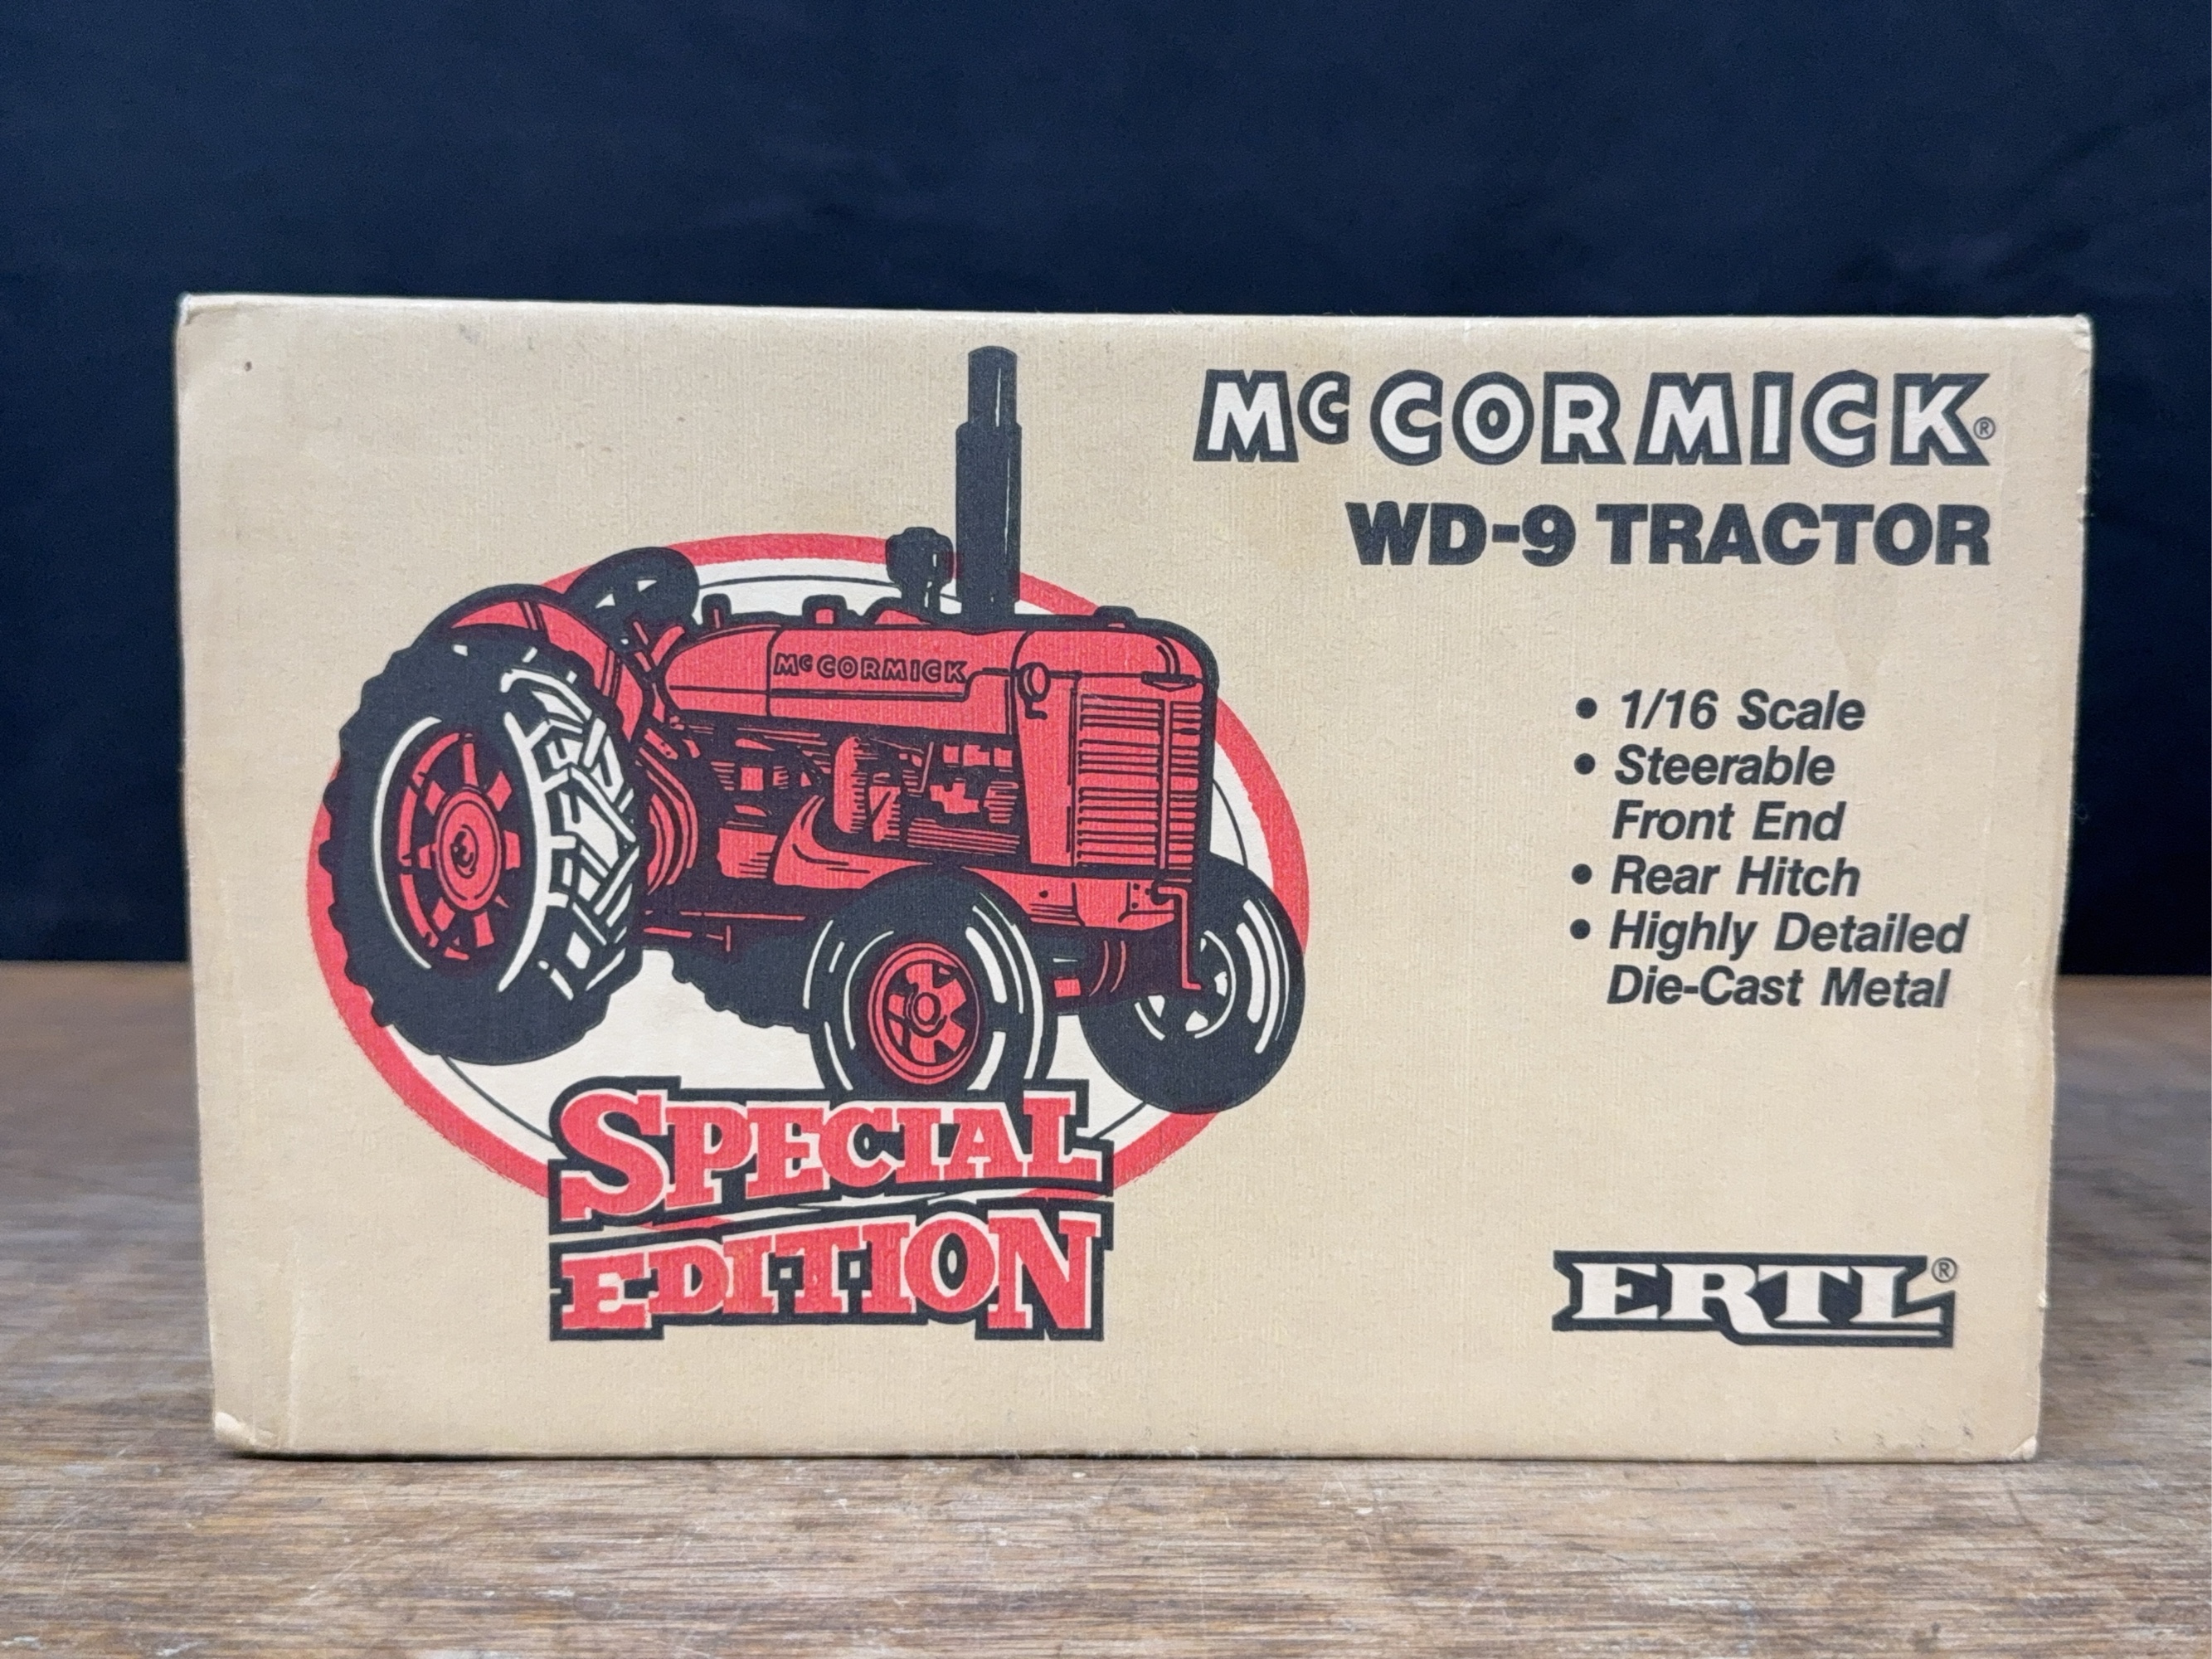 McCORMICK®
WD-9 TRACTOR
McCORMICK
• 1/16 Scale
• Steerable
Front End
• Rear Hitch
• Highly Detailed
Die-Cast Metal
SPECIAL
EDITION
ERTL®